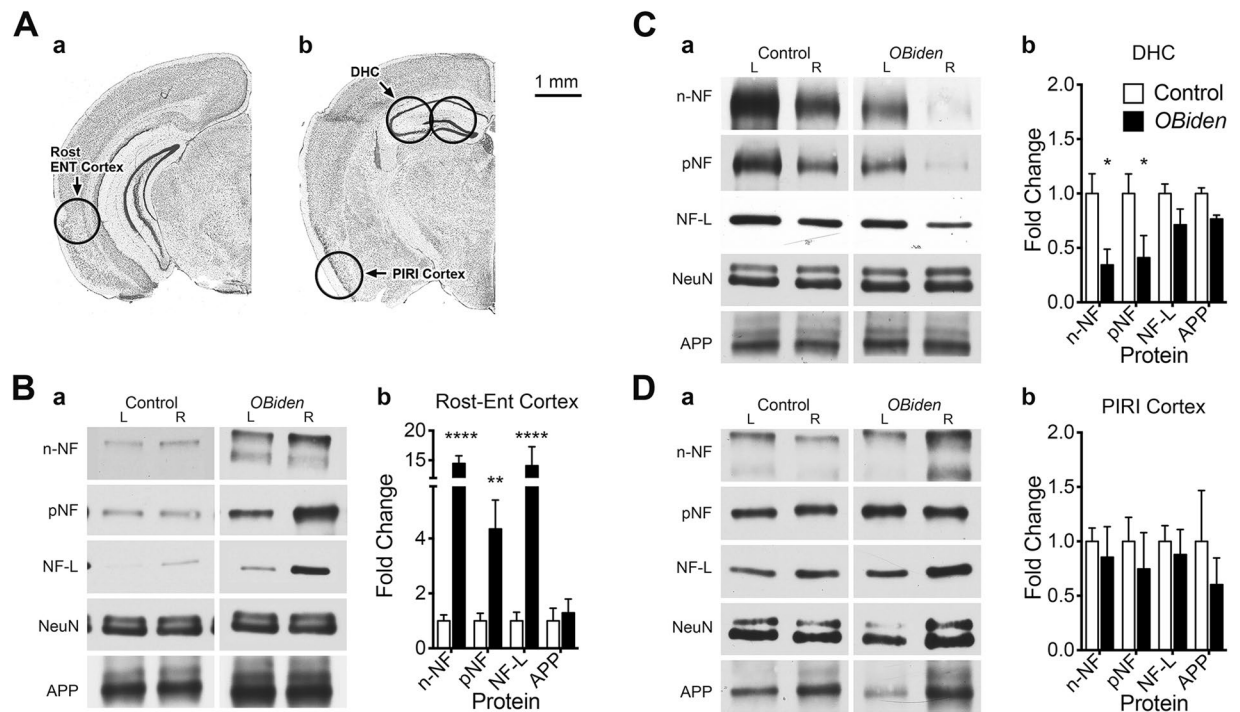 A
a
b
Rost
ENT Cortex
DHC
PIRI Cortex
1 mm
B
a
Control
OBiden
L
R
L
R
n-NF
pNF
NF-L
NeuN
APP
b
Rost-Ent Cortex
Fold Change
20
15
10
4
2
0
****
**
****
n-NF
pNF
NF-L
APP
Protein
C
a
Control
OBiden
L
R
L
R
n-NF
pNF
NF-L
NeuN
APP
b
DHC
Control
OBiden
Fold Change
2.0
1.5
1.0
0.5
0.0
*
*
n-NF
pNF
NF-L
APP
Protein
D
a
Control
OBiden
L
R
L
R
n-NF
pNF
NF-L
NeuN
APP
b
PIRI Cortex
Fold Change
2.0
1.5
1.0
0.5
0.0
n-NF
pNF
NF-L
APP
Protein